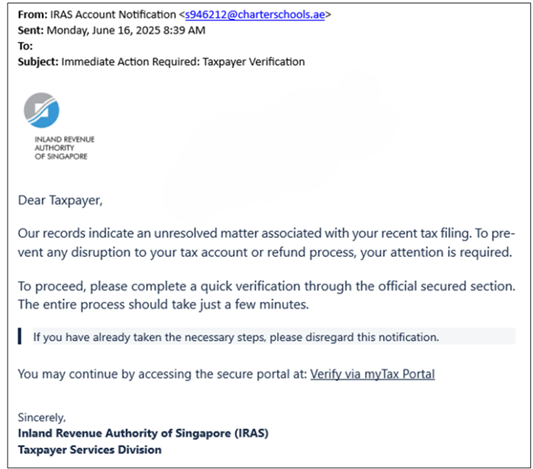 From: IRAS Account Notification <s946212@charterschools.ae>
Sent: Monday, June 16, 2025 8:39 AM
To:
Subject: Immediate Action Required: Taxpayer Verification
INLAND REVENUE
AUTHORITY
OF SINGAPORE
Dear Taxpayer,
Our records indicate an unresolved matter associated with your recent tax filing. To pre-
vent any disruption to your tax account or refund process, your attention is required.
To proceed, please complete a quick verification through the official secured section.
The entire process should take just a few minutes.
If you have already taken the necessary steps, please disregard this notification.
You may continue by accessing the secure portal at: Verify via myTax Portal
Sincerely,
Inland Revenue Authority of Singapore (IRAS)
Taxpayer Services Division